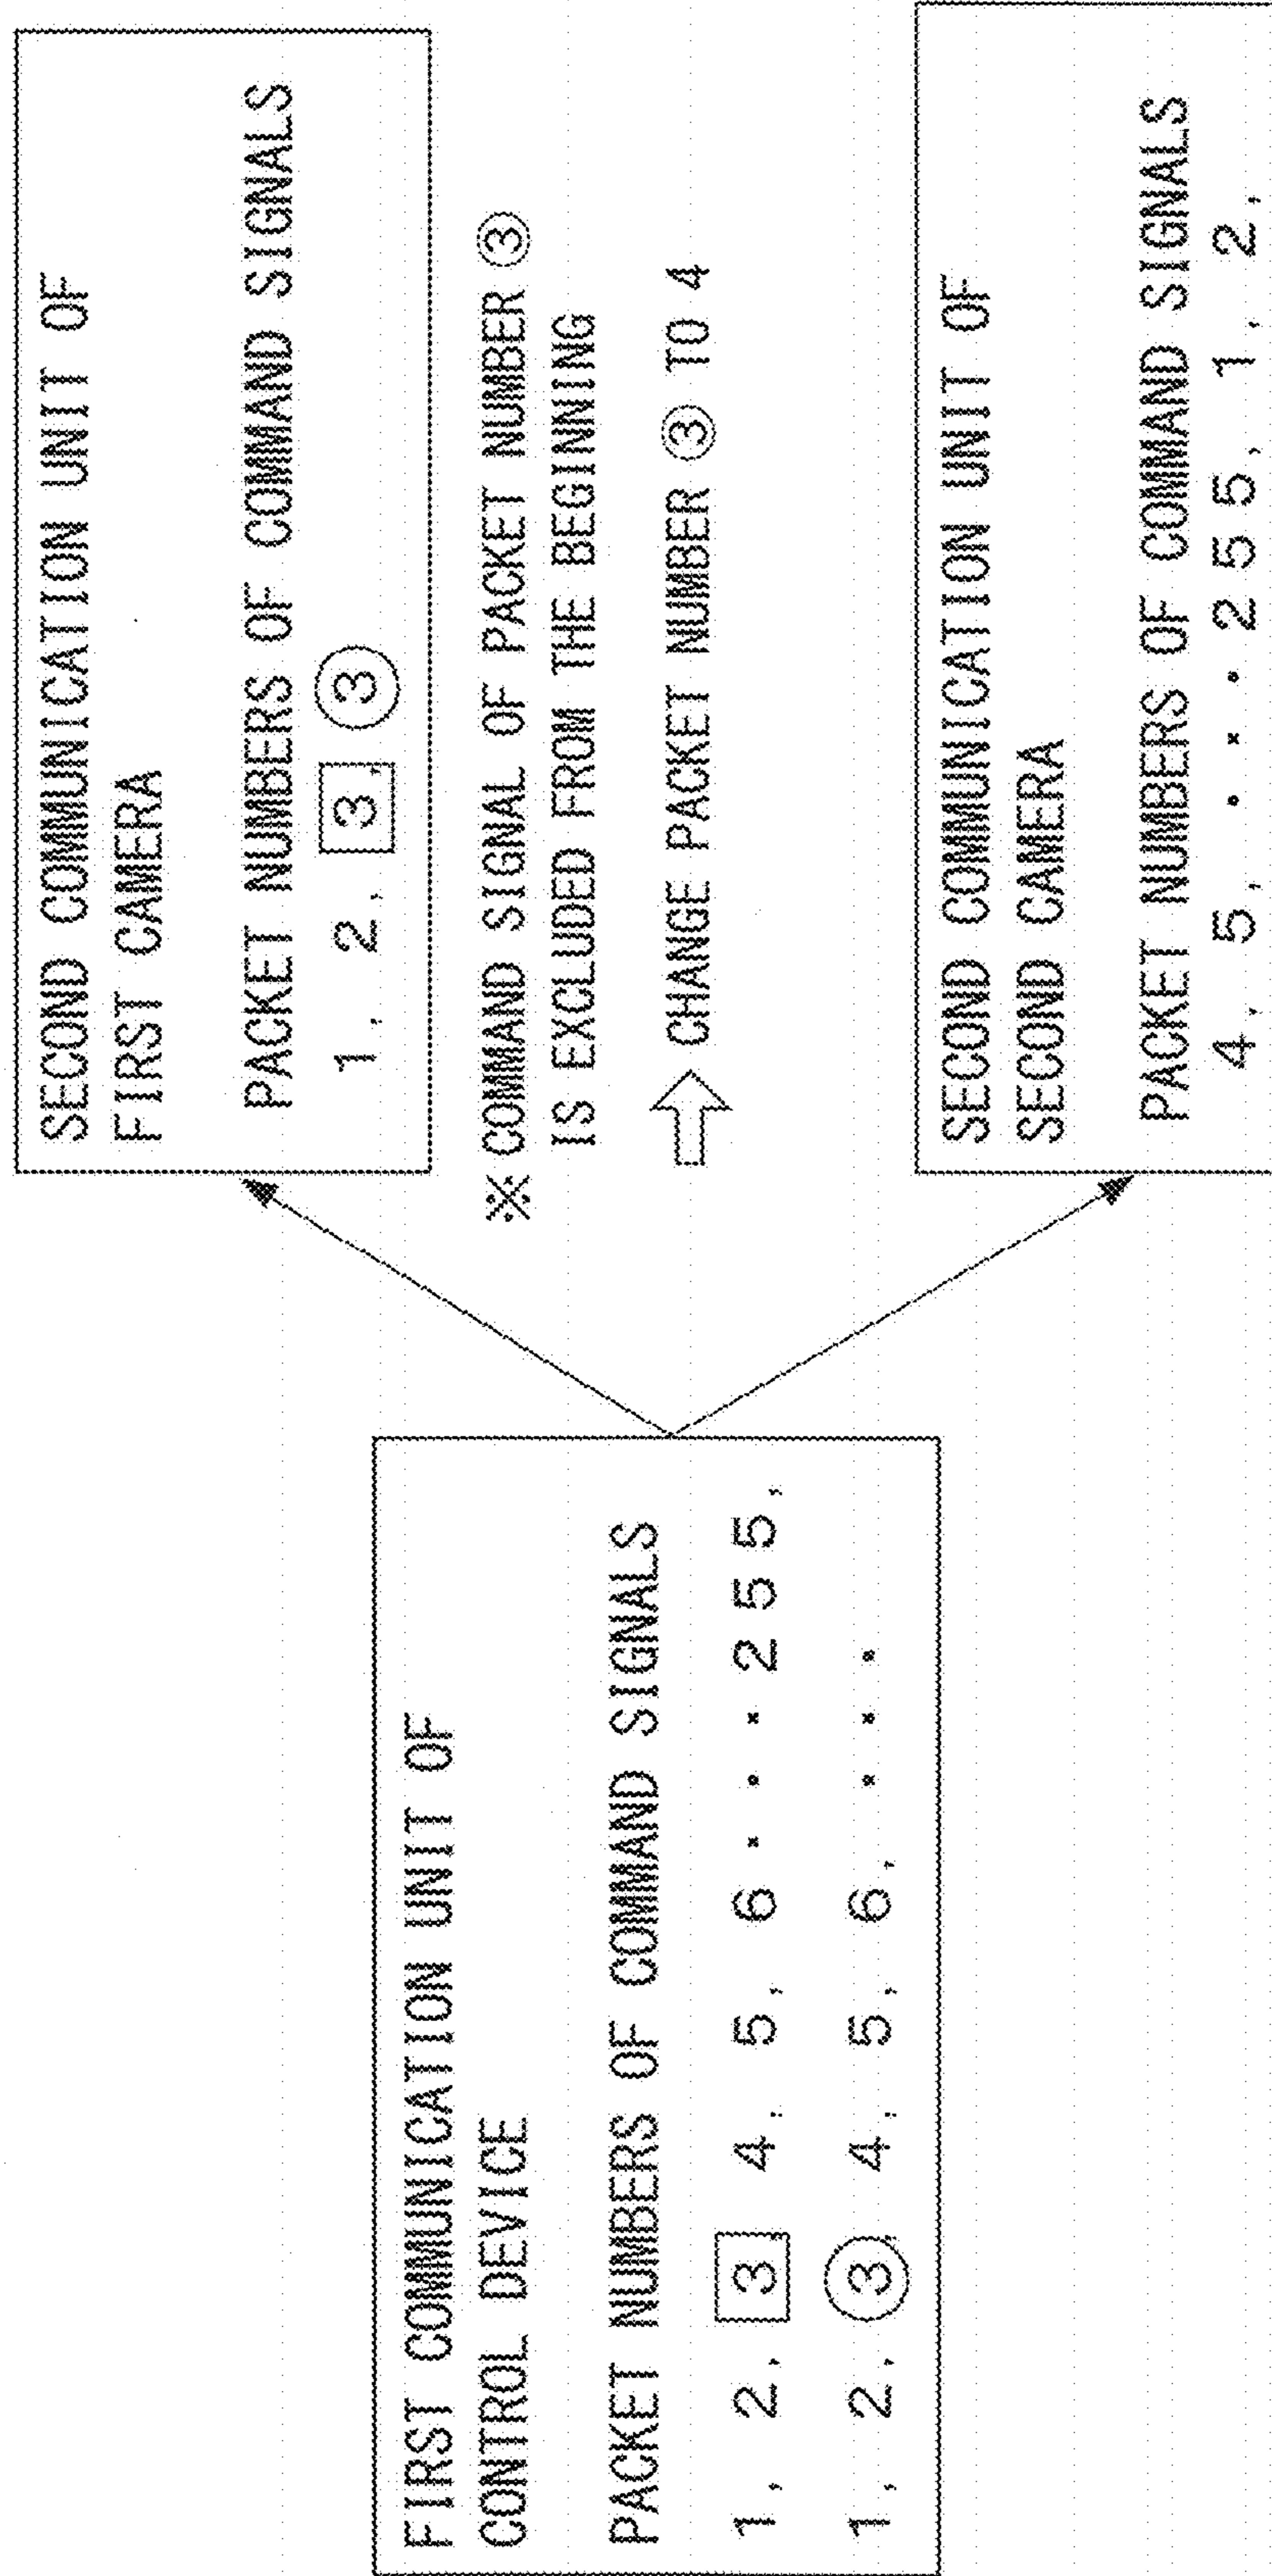 FIRST COMMUNICATION UNIT OF
CONTROL DEVICE
PACKET NUMBERS OF COMMAND SIGNALS
1, 2, 3, 4, 5, 6・・・・255,
1, 2, ③, 4, 5, 6, ・・・
SECOND COMMUNICATION UNIT OF
FIRST CAMERA
PACKET NUMBERS OF COMMAND SIGNALS
1, 2, 3, ③
※ COMMAND SIGNAL OF PACKET NUMBER ③
IS EXCLUDED FROM THE BEGINNING
⇨ CHANGE PACKET NUMBER ③ TO 4
SECOND COMMUNICATION UNIT OF
SECOND CAMERA
PACKET NUMBERS OF COMMAND SIGNALS
4, 5, ・・・255, 1, 2,